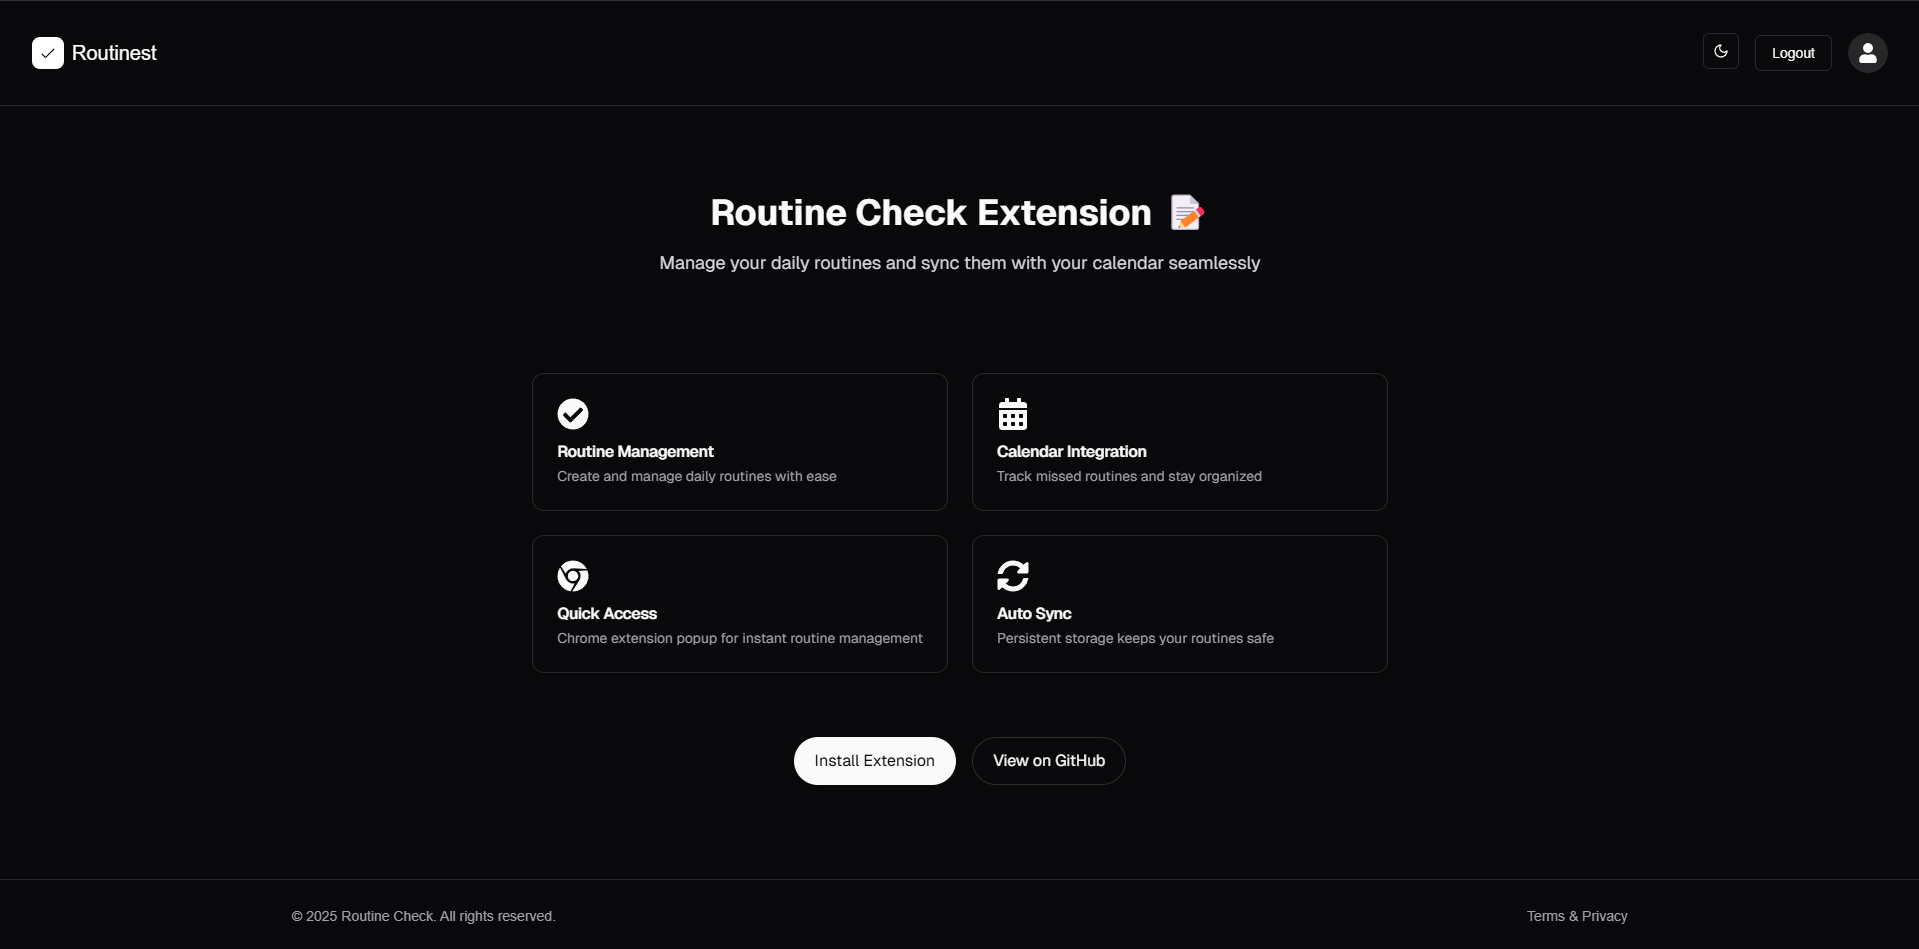 Routinest
Logout
Routine Check Extension
Manage your daily routines and sync them with your calendar seamlessly
Routine Management
Create and manage daily routines with ease
Calendar Integration
Track missed routines and stay organized
Quick Access
Chrome extension popup for instant routine management
Auto Sync
Persistent storage keeps your routines safe
Install Extension
View on GitHub
© 2025 Routine Check. All rights reserved.
Terms & Privacy